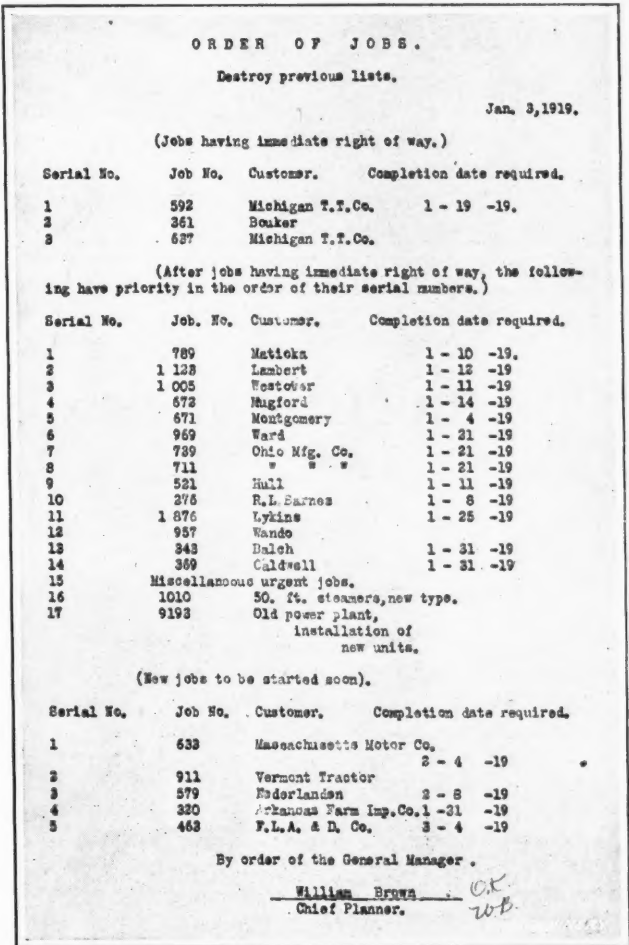 ORDER OF JOBS.
Destroy previous lists.
Jan. 3,1919.
(Jobs having immediate right of way.)
Serial No. Job No. Customer. Completion date required.
1 592 Michigan T.T.Co. 1 - 19 -19.
2 361 Bouker
3 637 Michigan T.T.Co.
(After jobs having immediate right of way, the follow-
ing have priority in the order of their serial numbers.)
Serial No. Job. No. Customer. Completion date required.
1 789 Maticka 1 - 10 -19.
2 1 123 Lambert 1 - 12 -19
3 1 005 Westover 1 - 11 -19
4 672 Mugford 1 - 14 -19
5 671 Montgomery 1 - 4 -19
6 969 Ward 1 - 21 -19
7 739 Ohio Mfg. Co. 1 - 21 -19
8 711 " " " 1 - 21 -19
9 521 Hull 1 - 11 -19
10 276 R.L.Barnes 1 - 8 -19
11 1 876 Lykins 1 - 25 -19
12 957 Wando
13 343 Balch 1 - 31 -19
14 369 Caldwell 1 - 31 -19
15 Miscellaneous urgent jobs.
16 1010 50. ft. steamers,new type.
17 9193 Old power plant,
installation of
new units.
(New jobs to be started soon).
Serial No. Job No. Customer. Completion date required.
1 633 Massachusetts Motor Co.
2 - 4 -19
2 911 Vermont Tractor
3 579 Nederlanden 2 - 8 -19
4 320 Arkansas Farm Imp.Co. 1 -31 -19
5 463 F.L.A. & D. Co. 3 - 4 -19
By order of the General Manager.
William Brown.
Chief Planner.
O.K
WB